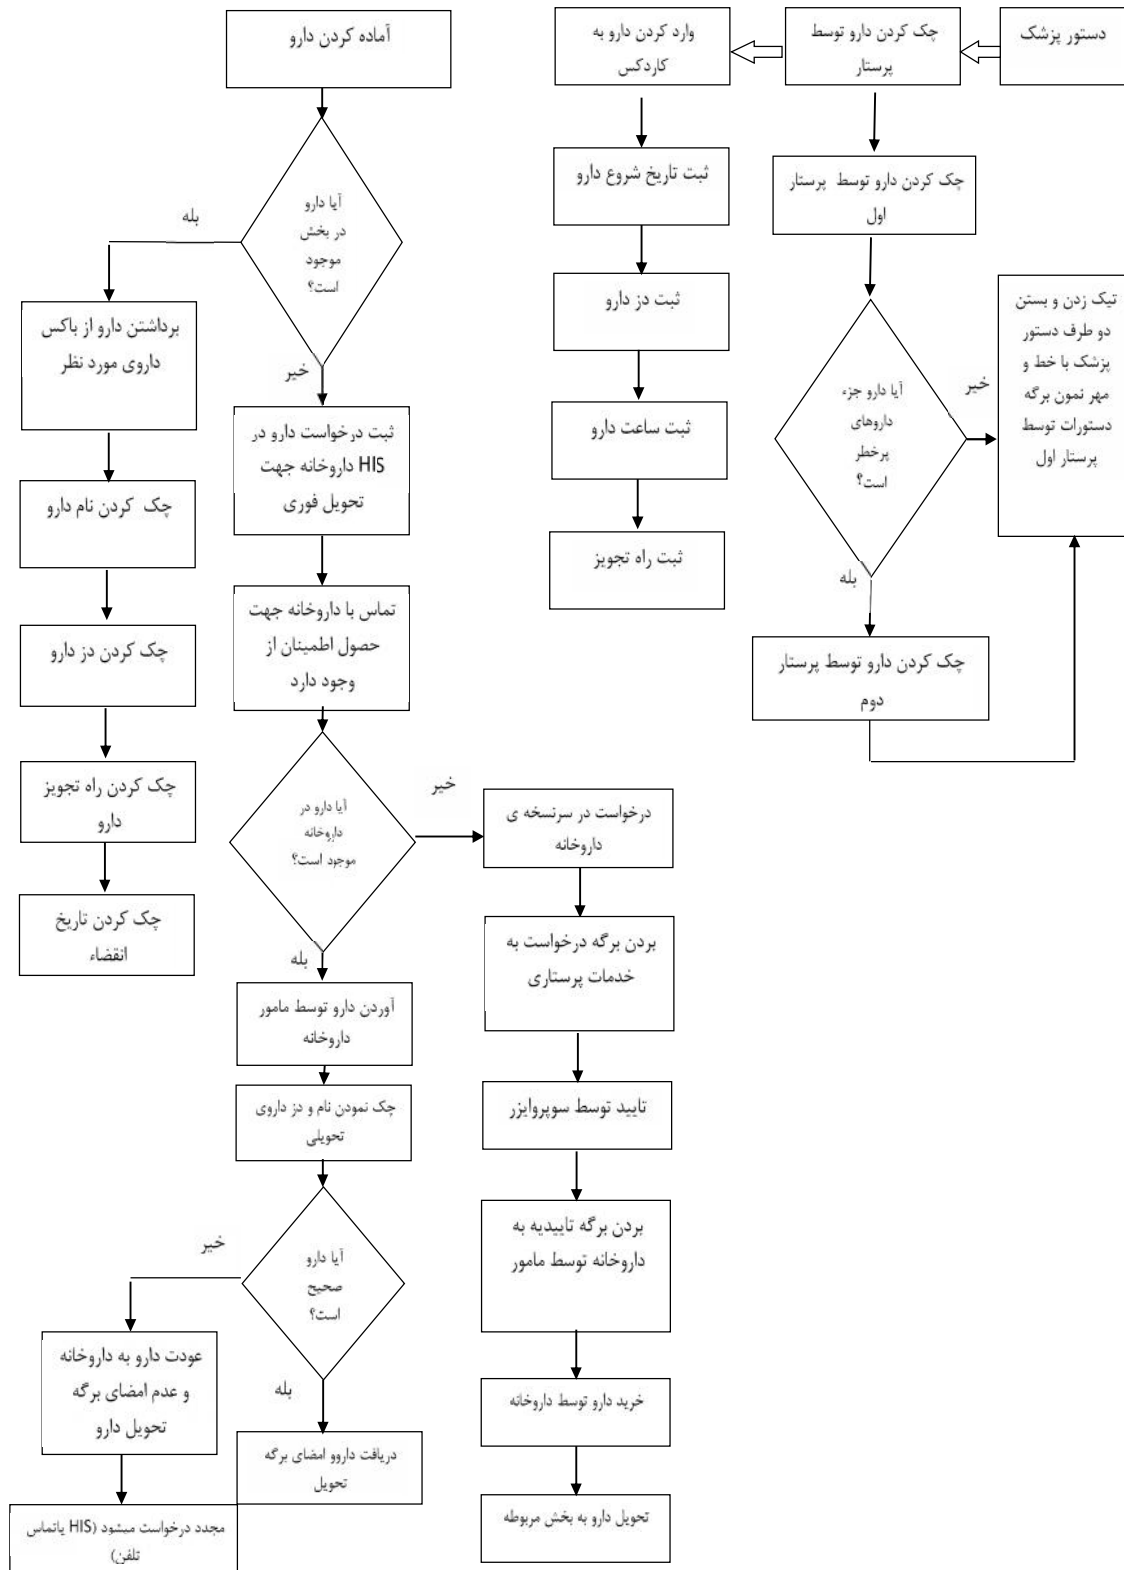 دستور پزشک
چک کردن دارو توسط
پرستار
وارد کردن دارو به
کاردکس
چک کردن دارو توسط پرستار
اول
آیا دارو جزء
داروهای
پرخطر
است؟
خیر
تیک زدن و بستن
دو طرف دستور
پزشک با خط و
مهر نمون برگه
دستورات توسط
پرستار اول
بله
چک کردن دارو توسط پرستار
دوم
ثبت تاریخ شروع دارو
ثبت دز دارو
ثبت ساعت دارو
ثبت راه تجویز
آماده کردن دارو
آیا دارو
در بخش
موجود
است؟
بله
برداشتن دارو از باکس
داروی مورد نظر
چک کردن نام دارو
چک کردن دز دارو
چک کردن راه تجویز
دارو
چک کردن تاریخ
انقضاء
خیر
ثبت درخواست دارو در
HIS داروخانه جهت
تحویل فوری
تماس با داروخانه جهت
حصول اطمینان از
وجود دارد
آیا دارو در
داروخانه
موجود است؟
خیر
درخواست در سرنسخه ی
داروخانه
بردن برگه درخواست به
خدمات پرستاری
تایید توسط سوپروایزر
بردن برگه تاییدیه به
داروخانه توسط مامور
خرید دارو توسط داروخانه
تحویل دارو به بخش مربوطه
بله
آوردن دارو توسط مامور
داروخانه
چک نمودن نام و دز داروی
تحویلی
آیا دارو
صحیح
است؟
خیر
عودت دارو به داروخانه
و عدم امضای برگه
تحویل دارو
مجدد درخواست میشود (HIS یاتماس
تلفن)
بله
دریافت داروو امضای برگه
تحویل